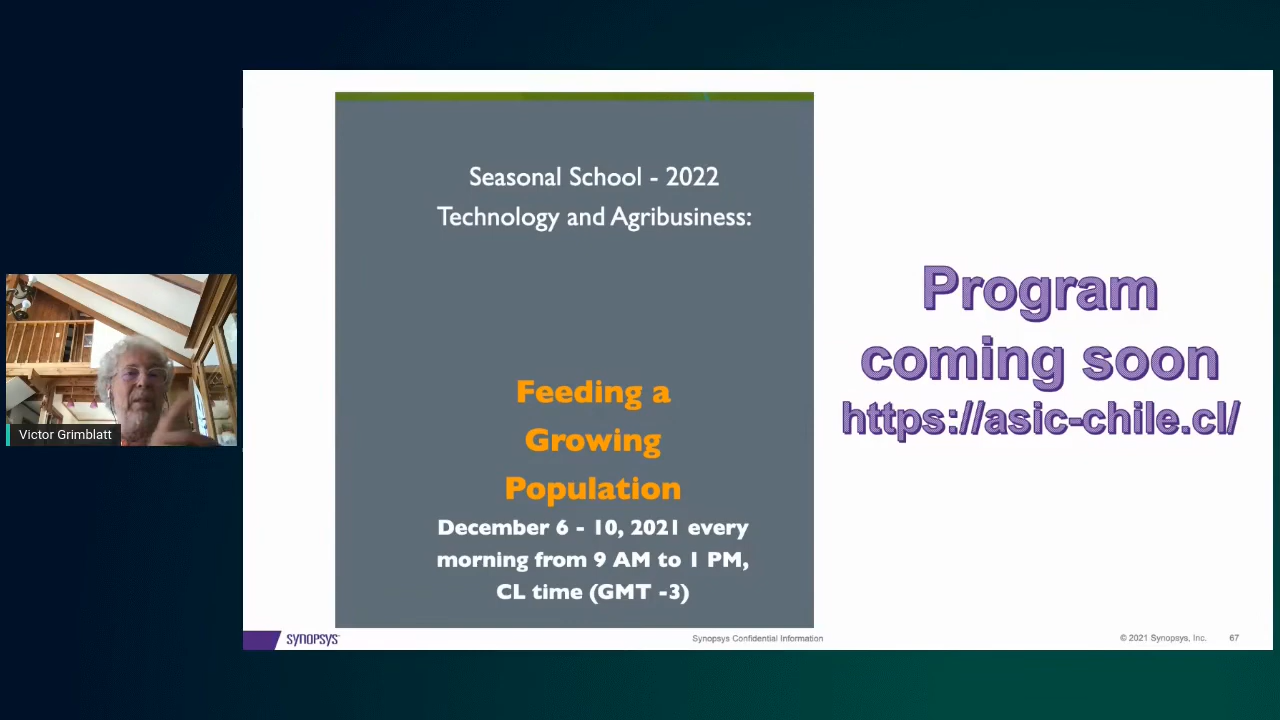 Seasonal School - 2022
Technology and Agribusiness:
Feeding a
Growing
Population
December 6 - 10, 2021 every
morning from 9 AM to 1 PM,
CL time (GMT -3)
Program
coming soon
https://asic-chile.cl/
Victor Grimblatt
SYNOPSYS
Synopsys Confidential Information
© 2021 Synopsys, Inc.
67